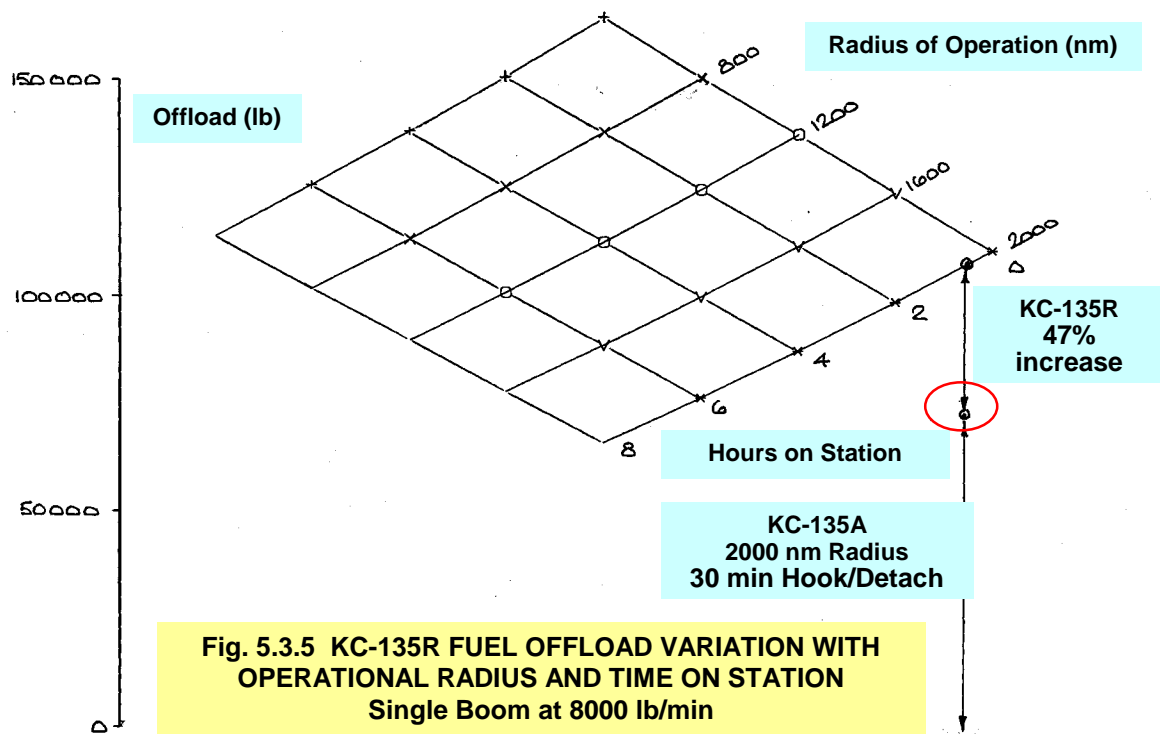 Radius of Operation (nm)
800
150000
Offload (lb)
1200
1600
2000
0
100000
2
KC-135R
47%
increase
4
6
8
Hours on Station
50000
KC-135A
2000 nm Radius
30 min Hook/Detach
Fig. 5.3.5 KC-135R FUEL OFFLOAD VARIATION WITH
OPERATIONAL RADIUS AND TIME ON STATION
Single Boom at 8000 lb/min
0